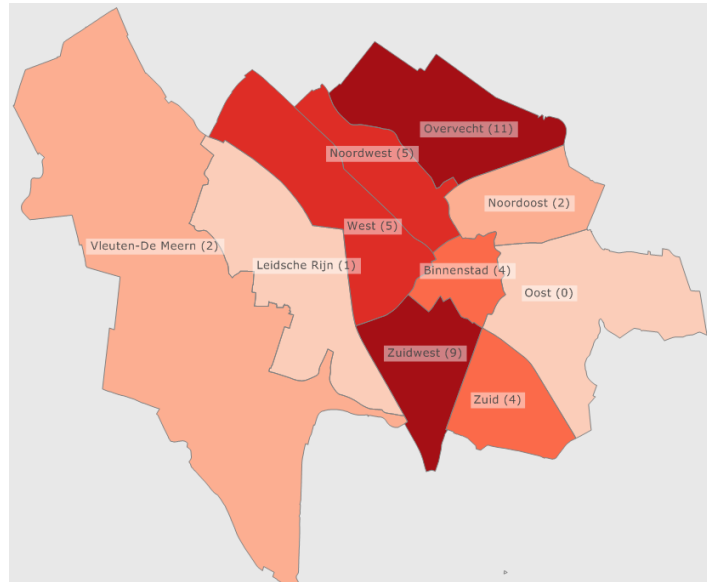 Overvecht (11)
Noordwest (5)
Noordoost (2)
West (5)
Vleuten-De Meern (2)
Leidsche Rijn (1)
Binnenstad (4)
Oost (0)
Zuidwest (9)
Zuid (4)